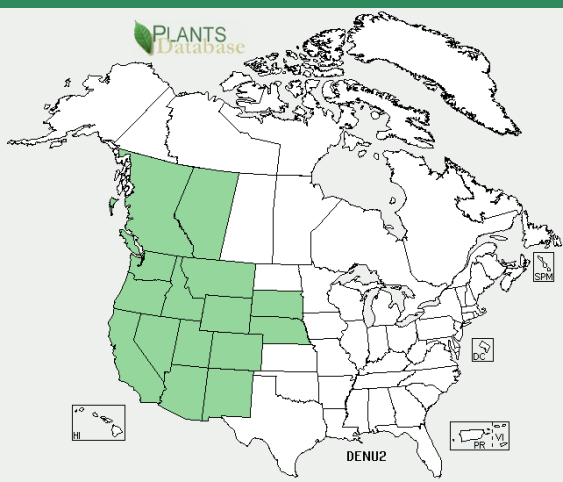 PLANTS
Database
SPM
DC
HI
PR
VI
DENU2